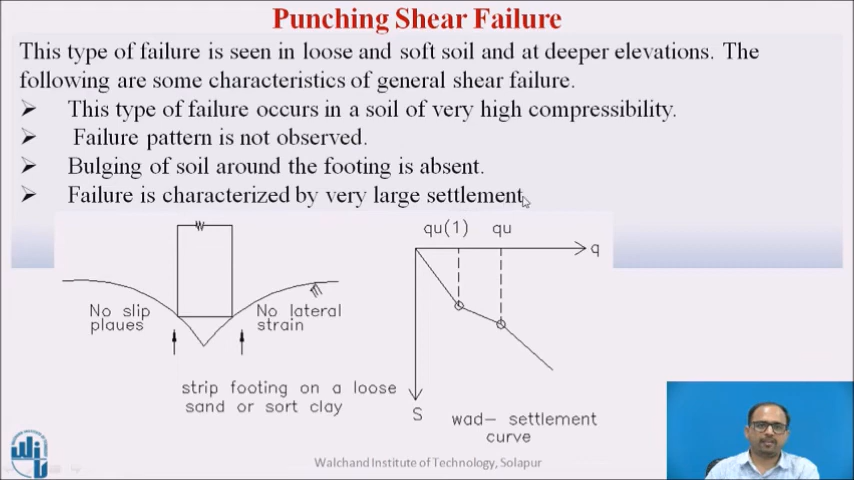 Punching Shear Failure
This type of failure is seen in loose and soft soil and at deeper elevations. The
following are some characteristics of general shear failure.
➢ This type of failure occurs in a soil of very high compressibility.
➢ Failure pattern is not observed.
➢ Bulging of soil around the footing is absent.
➢ Failure is characterized by very large settlement
qu(1) qu
q
No slip
plaues
No lateral
strain
strip footing on a loose
sand or sort clay
S
wad- settlement
curve
Walchand Institute of Technology, Solapur